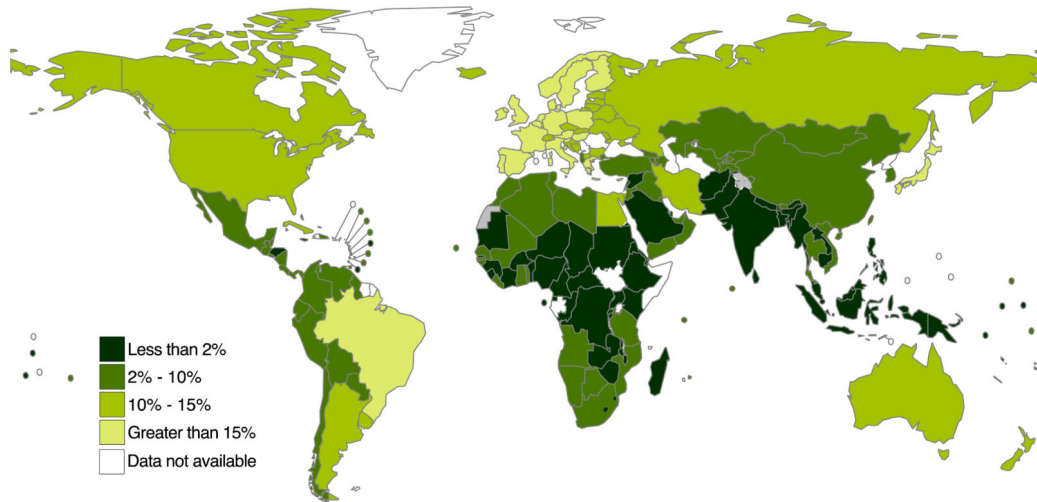 Less than 2%
2% - 10%
10% - 15%
Greater than 15%
Data not available